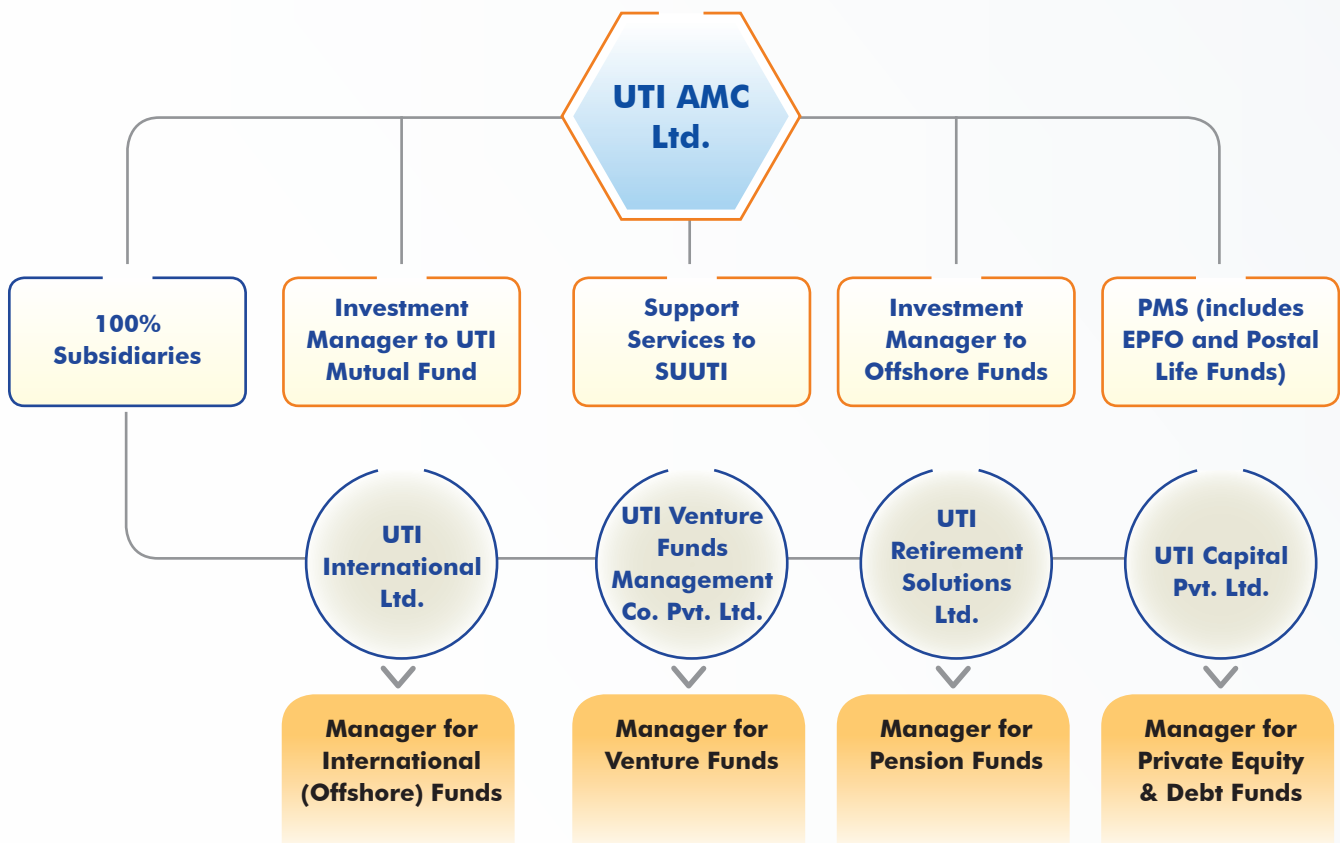 UTI AMC
Ltd.
100%
Subsidiaries
Investment
Manager to UTI
Mutual Fund
Support
Services to
SUUTI
Investment
Manager to
Offshore Funds
PMS (includes
EPFO and Postal
Life Funds)
UTI
International
Ltd.
UTI Venture
Funds
Management
Co. Pvt. Ltd.
UTI
Retirement
Solutions
Ltd.
UTI Capital
Pvt. Ltd.
Manager for
International
(Offshore) Funds
Manager for
Venture Funds
Manager for
Pension Funds
Manager for
Private Equity
& Debt Funds